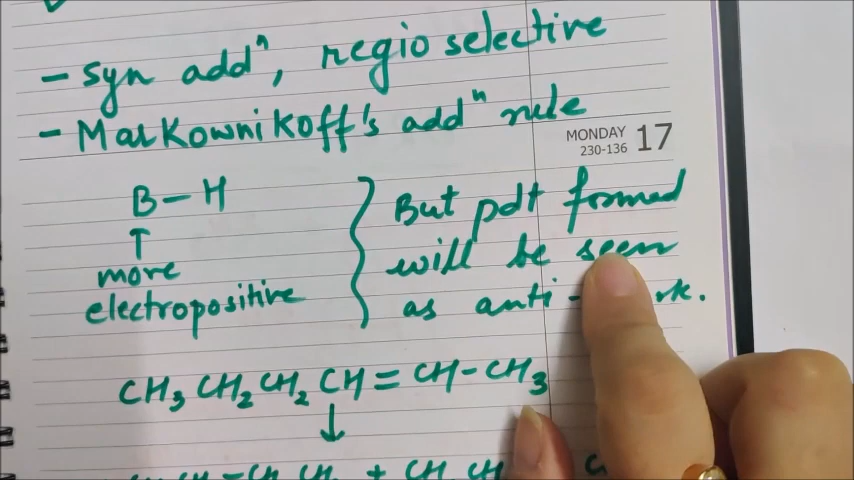 - syn addⁿ, regio selective
- Markownikoff's addⁿ rule
MONDAY 17
230-136
B - H
↑
more
electropositive
But pdt formed
will be seen
as anti -
CH₃ CH₂ CH₂ CH = CH - CH₃
↓